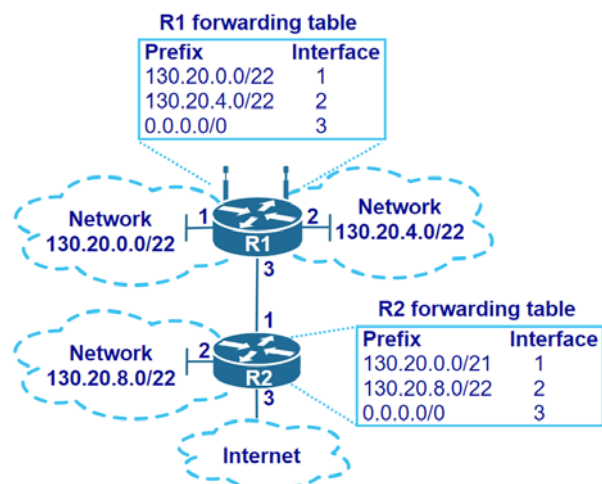 R1 forwarding table
Prefix Interface
130.20.0.0/22 1
130.20.4.0/22 2
0.0.0.0/0 3
Network
130.20.0.0/22
1
R1
2
Network
130.20.4.0/22
3
1
Network
130.20.8.0/22
2
R2
3
Internet
R2 forwarding table
Prefix Interface
130.20.0.0/21 1
130.20.8.0/22 2
0.0.0.0/0 3